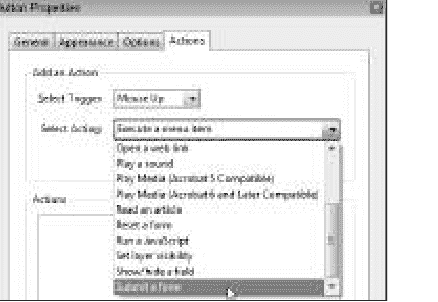 Button Properties
General Appearance Options Actions
Add an Action
Select Trigger: Mouse Up
Select Action: Execute a menu item
Open a web link
Play a sound
Play Media (Acrobat 5 Compatible)
Play Media (Acrobat 6 and Later Compatible)
Read an article
Reset a form
Run a JavaScript
Set layer visibility
Show/hide a field
Submit a form
Actions